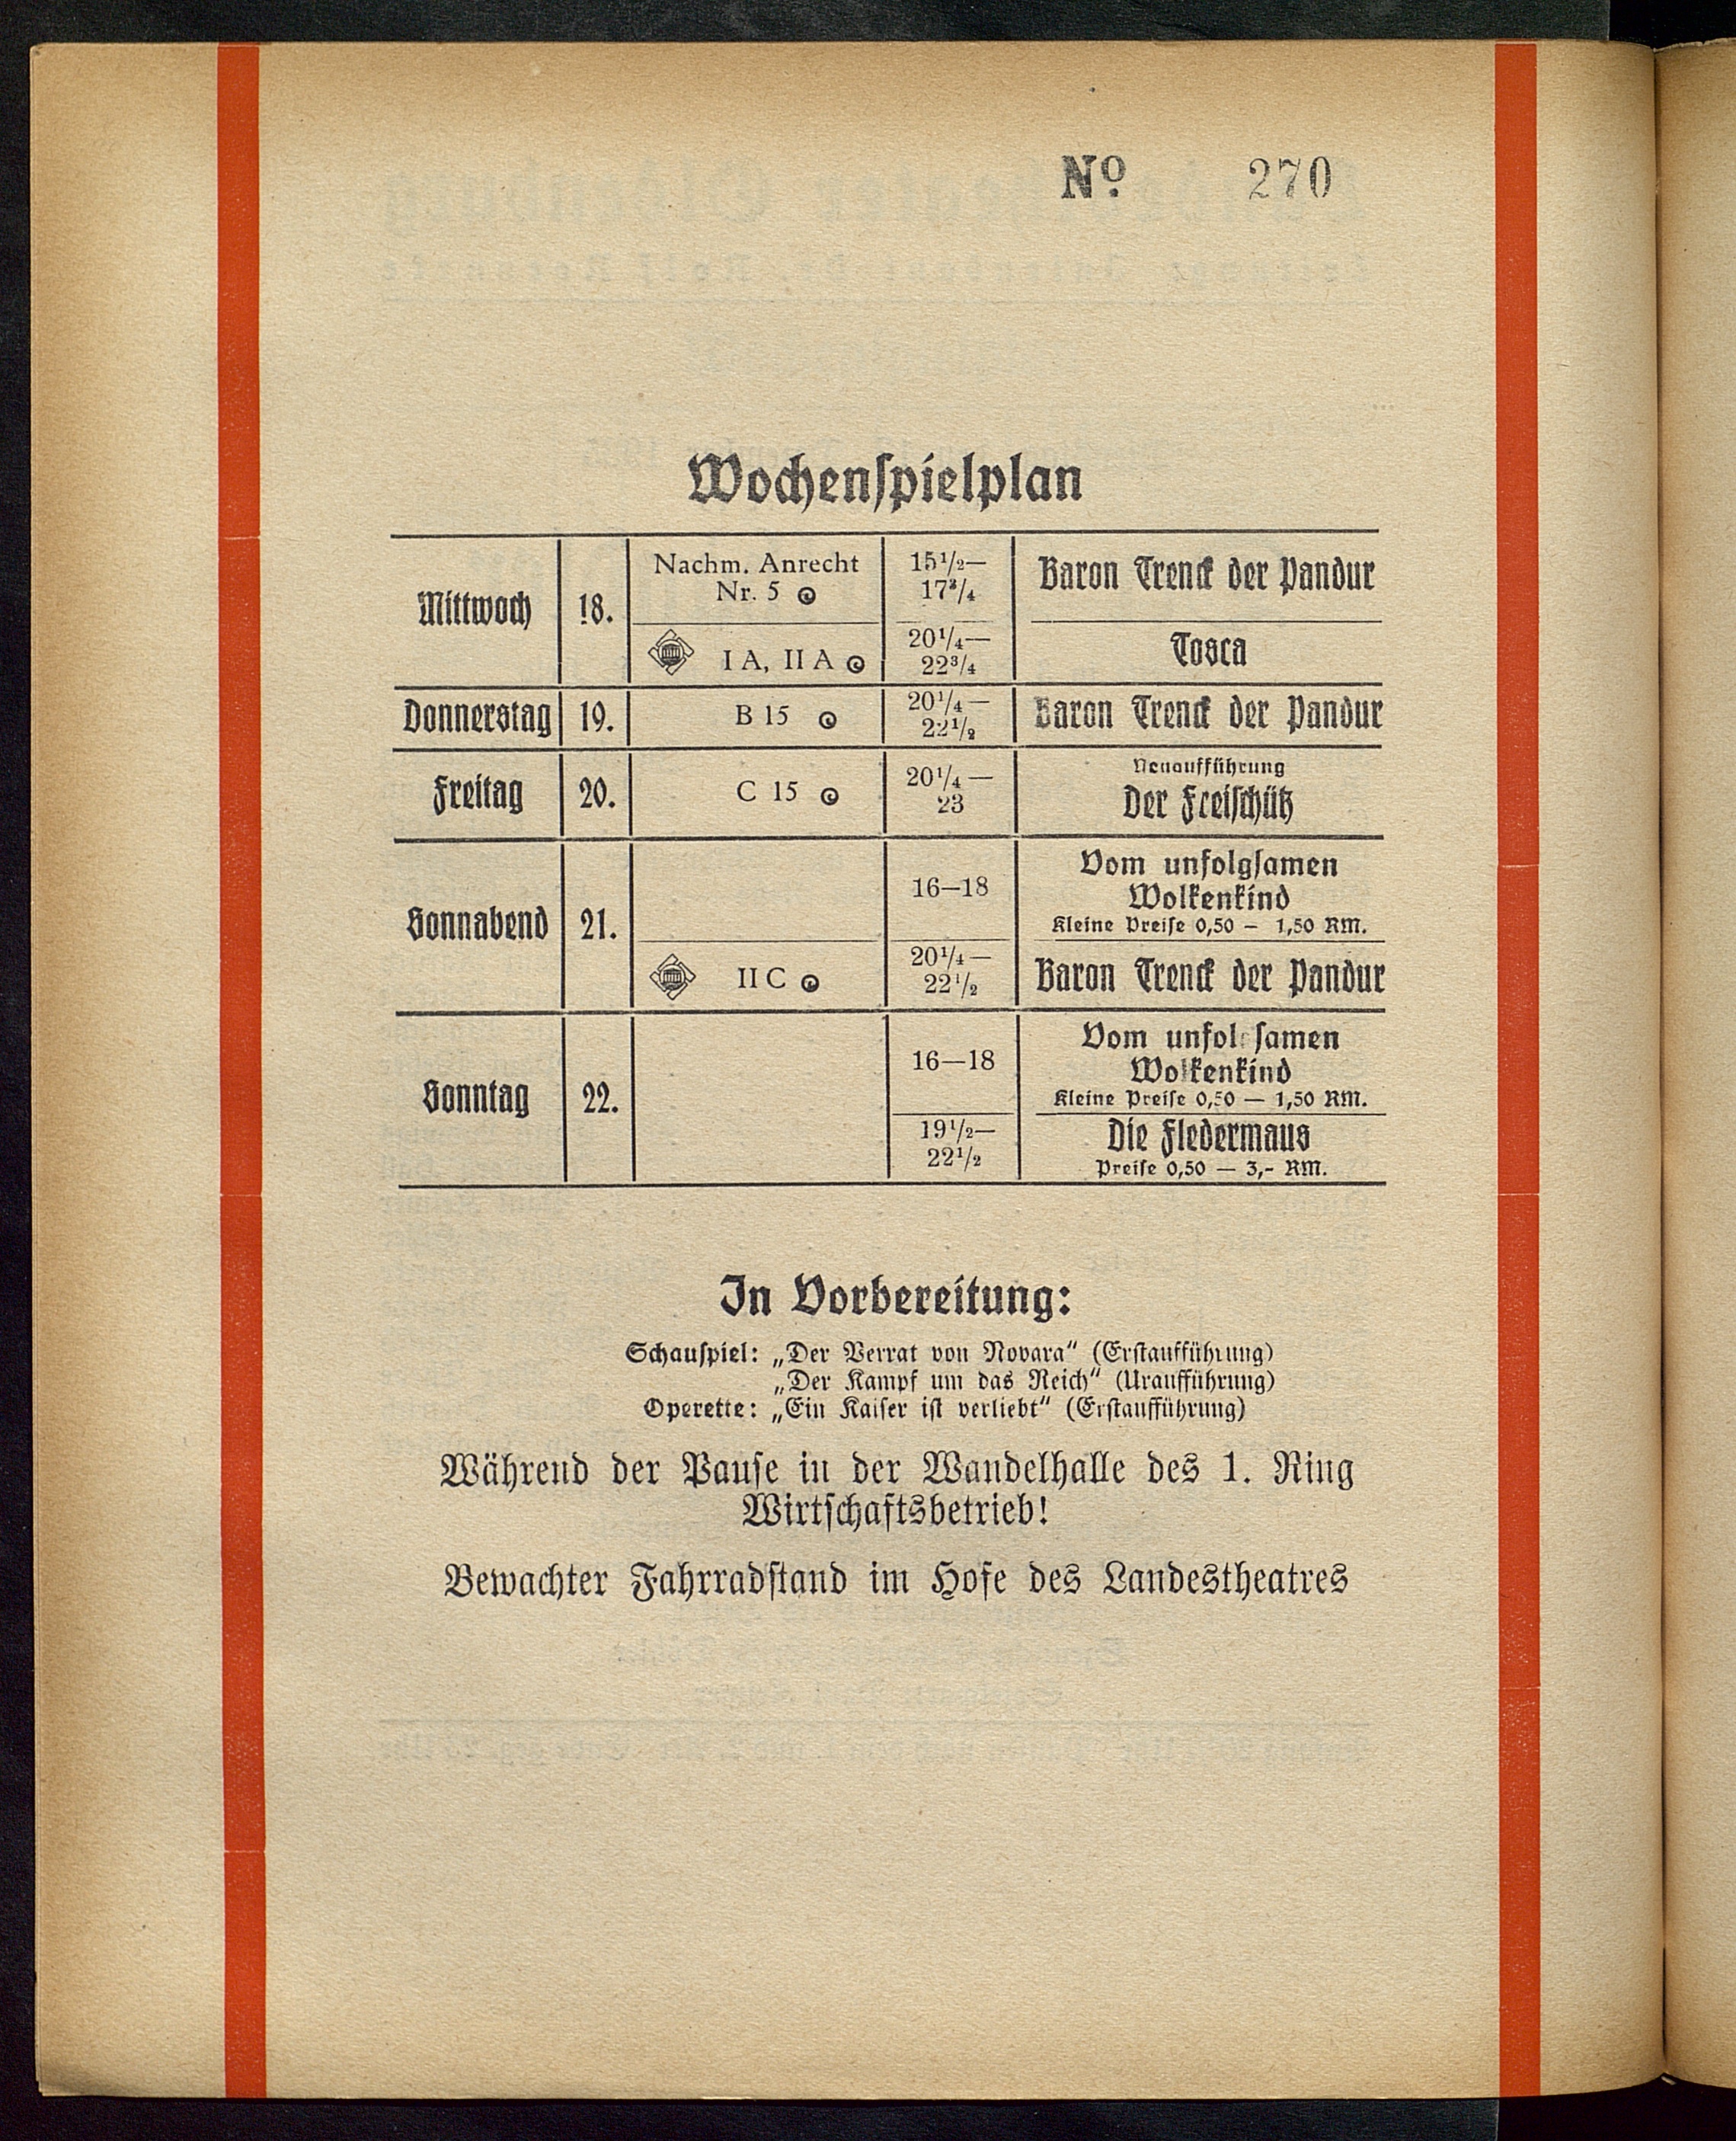 Nº 270
Wochenspielplan
Mittwoch 18. Nachm. Anrecht Nr. 5 15½— 17¾ Baron Trenck der Pandur
I A, II A 20¼— 22¾ Tosca
Donnerstag 19. B 15 20¼— 22½ Baron Trenck der Pandur
Freitag 20. C 15 20¼— 23 Neuaufführung
Der Freischütz
Sonnabend 21. 16—18 Vom unfolgsamen
Wolkenkind
Kleine Preise 0,50 — 1,50 RM.
II C 20¼— 22½ Baron Trenck der Pandur
Sonntag 22. 16—18 Vom unfolgsamen
Wolkenkind
Kleine Preise 0,50 — 1,50 RM.
19½— 22½ Die Fledermaus
Preise 0,50 — 3,- RM.
In Vorbereitung:
Schauspiel: „Der Verrat von Novara“ (Erstaufführung)
„Der Kampf um das Reich“ (Uraufführung)
Operette: „Ein Kaiser ist verliebt“ (Erstaufführung)
Während der Pause in der Wandelhalle des 1. Ring
Wirtschaftsbetrieb!
Bewachter Fahrradstand im Hofe des Landestheatres